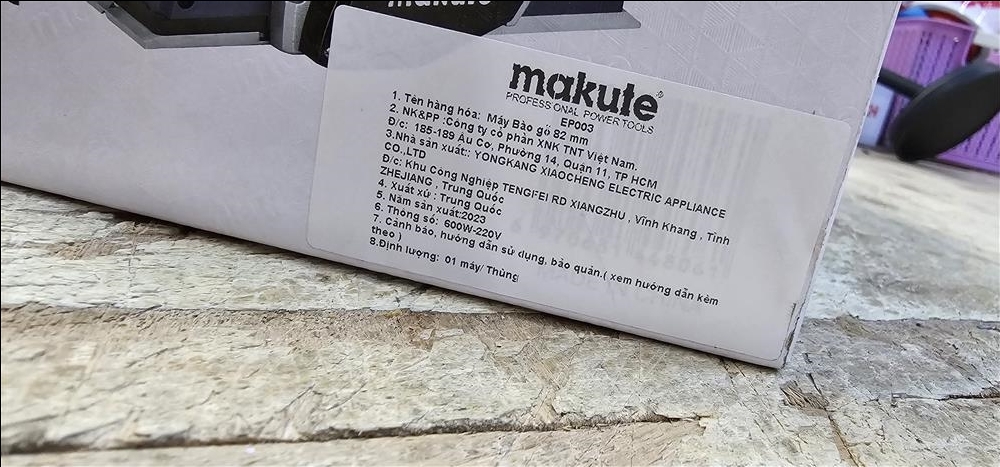 makute
makute
PROFESSIONAL POWER TOOLS
EP003
1. Tên hàng hóa: Máy Bào gỗ 82 mm
2. NK&PP :Công ty cổ phần XNK TNT Việt Nam.
Đ/c: 185-189 Âu Cơ, Phường 14, Quận 11, TP HCM
3.Nhà sản xuất:: YONGKANG XIAOCHENG ELECTRIC APPLIANCE
CO.,LTD
Đ/c: Khu Công Nghiệp TENGFEI RD XIANGZHU , Vĩnh Khang , Tỉnh
ZHEJIANG , Trung Quốc
4. Xuất xứ : Trung Quốc
5. Năm sản xuất:2023
6. Thông số: 600W-220V
7. Cảnh báo, hướng dẫn sử dụng, bảo quản.( xem hướng dẫn kèm
theo )
8.Định lượng: 01 máy/ Thùng